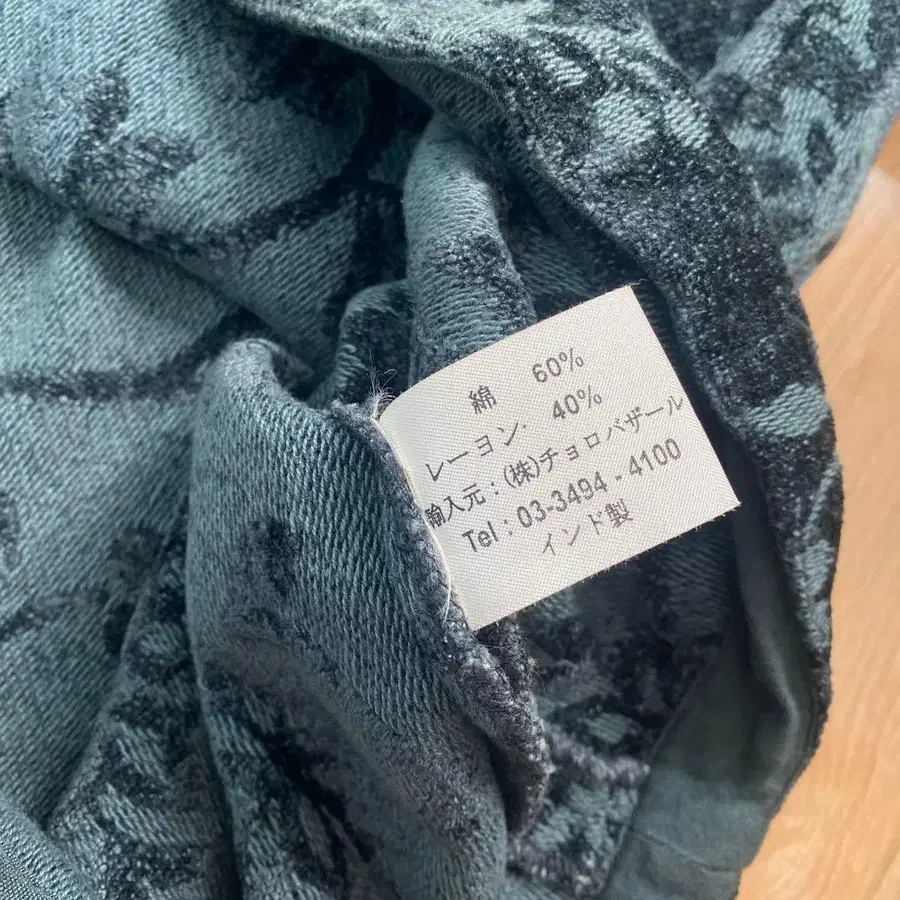 綿 60%
レーヨン 40%
輸入元：(株)チョロバザール
Tel：03-3494-4100
インド製